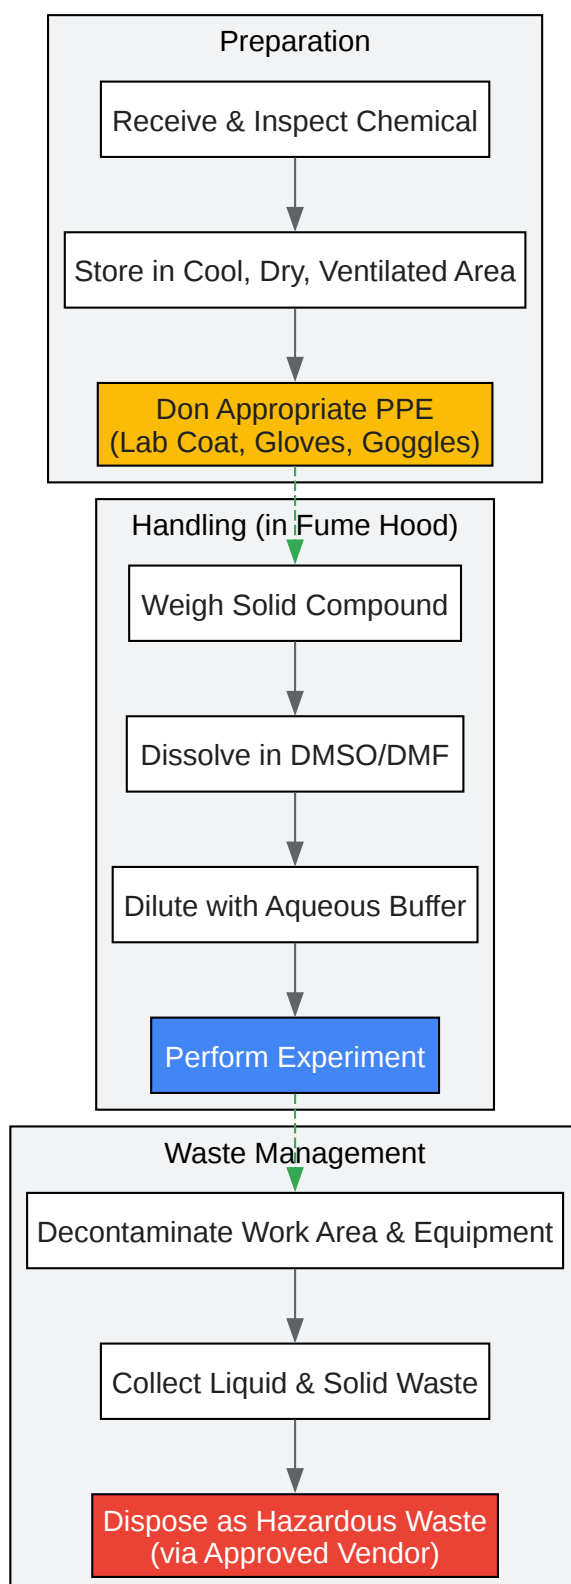 Preparation
Receive & Inspect Chemical
Store in Cool, Dry, Ventilated Area
Don Appropriate PPE
(Lab Coat, Gloves, Goggles)
Handling (in Fume Hood)
Weigh Solid Compound
Dissolve in DMSO/DMF
Dilute with Aqueous Buffer
Perform Experiment
Waste Management
Decontaminate Work Area & Equipment
Collect Liquid & Solid Waste
Dispose as Hazardous Waste
(via Approved Vendor)